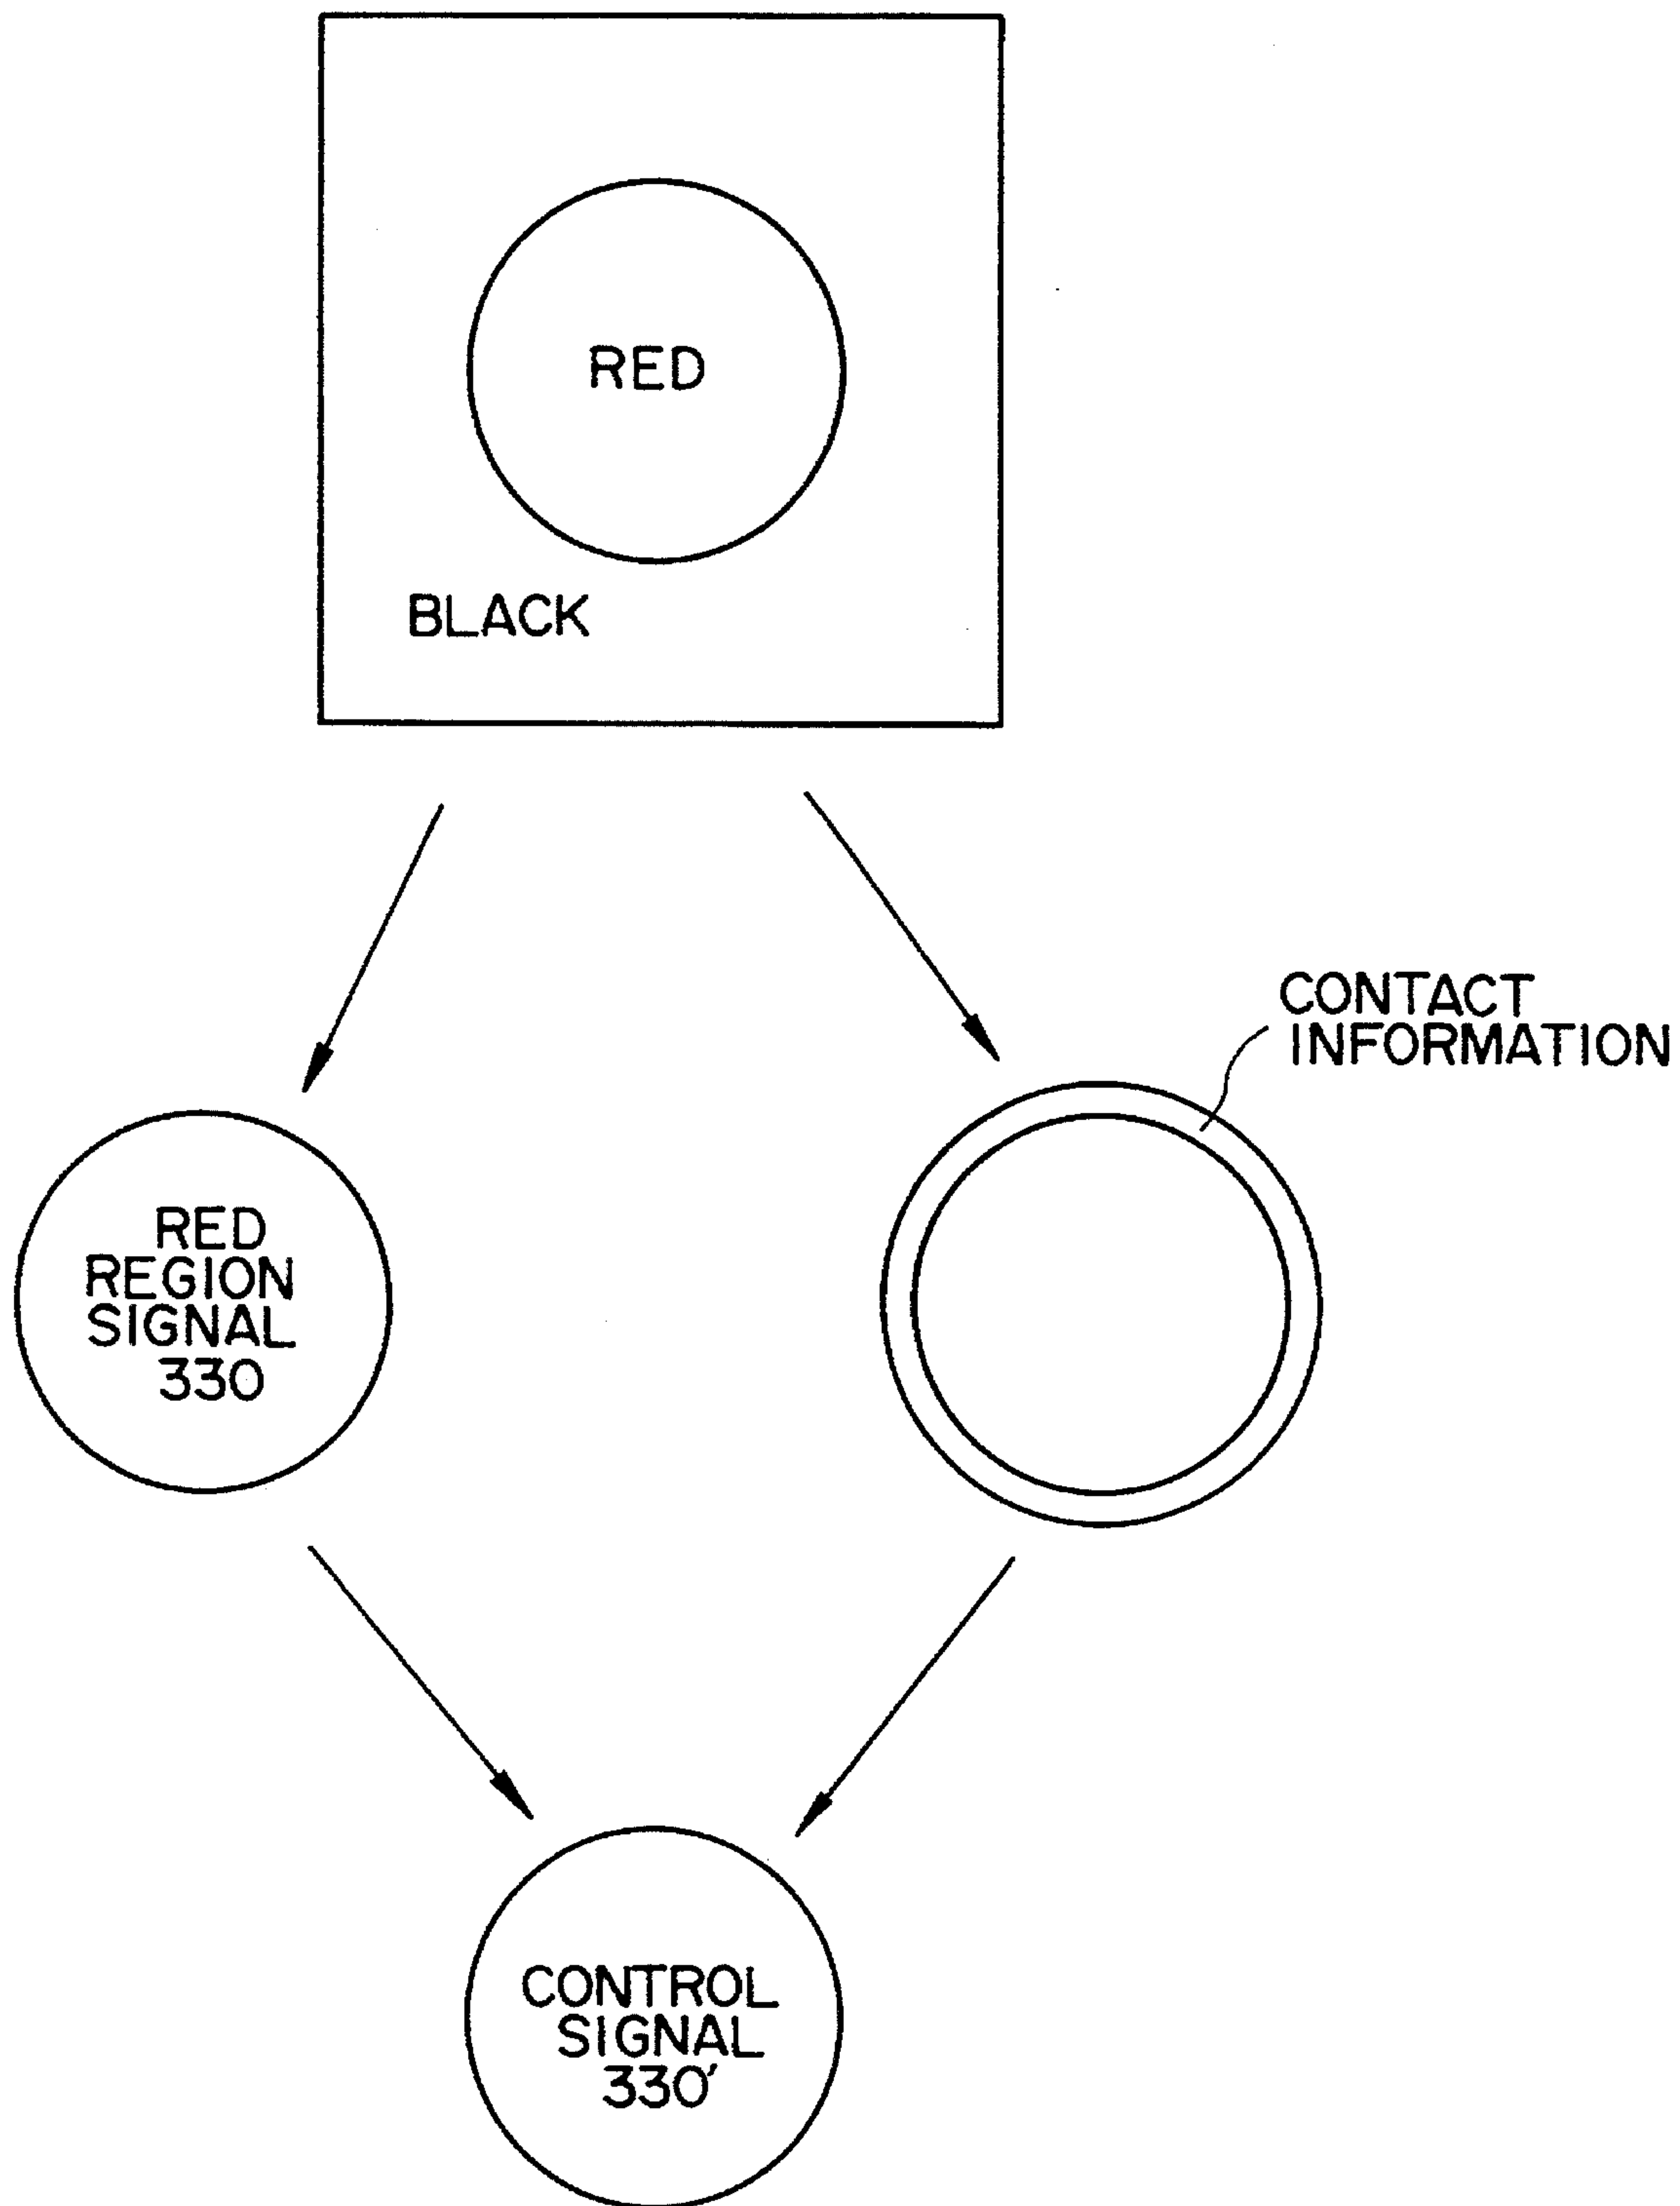 RED
BLACK
CONTACT
INFORMATION
RED
REGION
SIGNAL
330
CONTROL
SIGNAL
330'